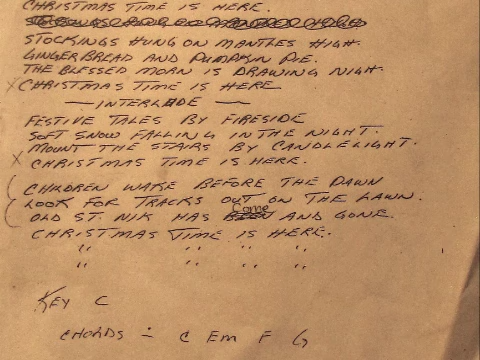 CHRISTMAS TIME IS HERE.
STOCKINGS HUNG ON MANTLES HIGH.
GINGERBREAD AND PUMPKIN PIE.
THE BLESSED MORN IS DRAWING NIGH.
X CHRISTMAS TIME IS HERE
— INTERLUDE —
FESTIVE TALES BY FIRESIDE
SOFT SNOW FALLING IN THE NIGHT.
MOUNT THE STAIRS BY CANDLELIGHT.
X CHRISTMAS TIME IS HERE.
CHILDREN WAKE BEFORE THE DAWN
LOOK FOR TRACKS OUT ON THE LAWN.
OLD ST. NIK HAS come AND GONE.
CHRISTMAS TIME IS HERE.
" " " "
" " " "
KEY C
CHORDS - C Em F G